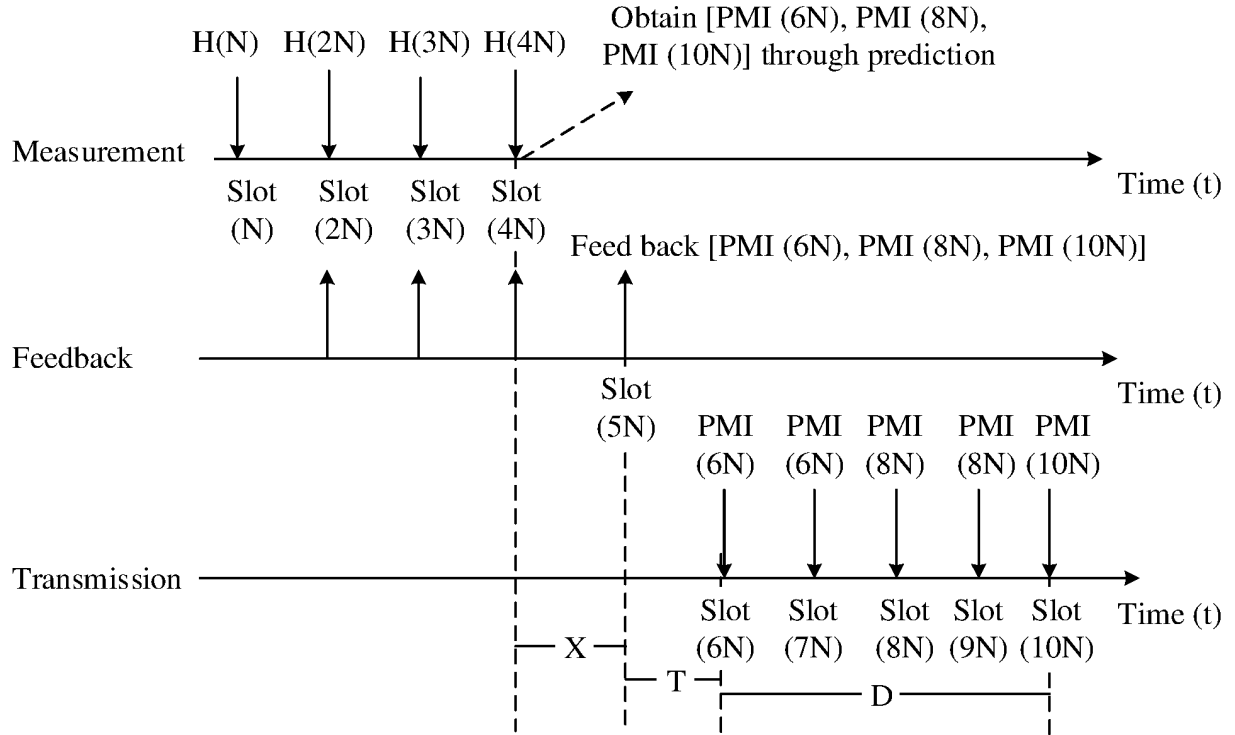 Obtain [PMI (6N), PMI (8N),
PMI (10N)] through prediction
H(N) H(2N) H(3N) H(4N)
Measurement
Time (t)
Slot (N)
Slot (2N)
Slot (3N)
Slot (4N)
Feed back [PMI (6N), PMI (8N), PMI (10N)]
Feedback
Time (t)
Slot (5N)
PMI (6N)
PMI (6N)
PMI (8N)
PMI (8N)
PMI (10N)
Transmission
Time (t)
Slot (6N)
Slot (7N)
Slot (8N)
Slot (9N)
Slot (10N)
X
T
D